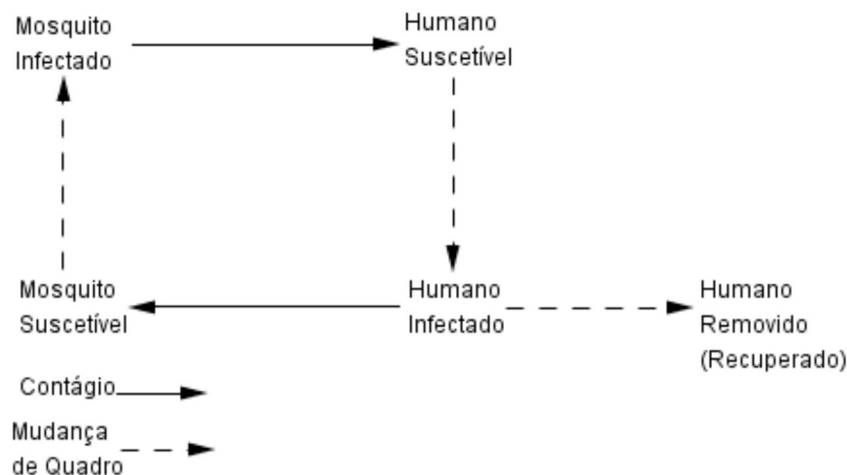 Mosquito
Infectado
Humano
Suscetível
Mosquito
Suscetível
Humano
Infectado
Humano
Removido
(Recuperado)
Contágio
Mudança
de Quadro